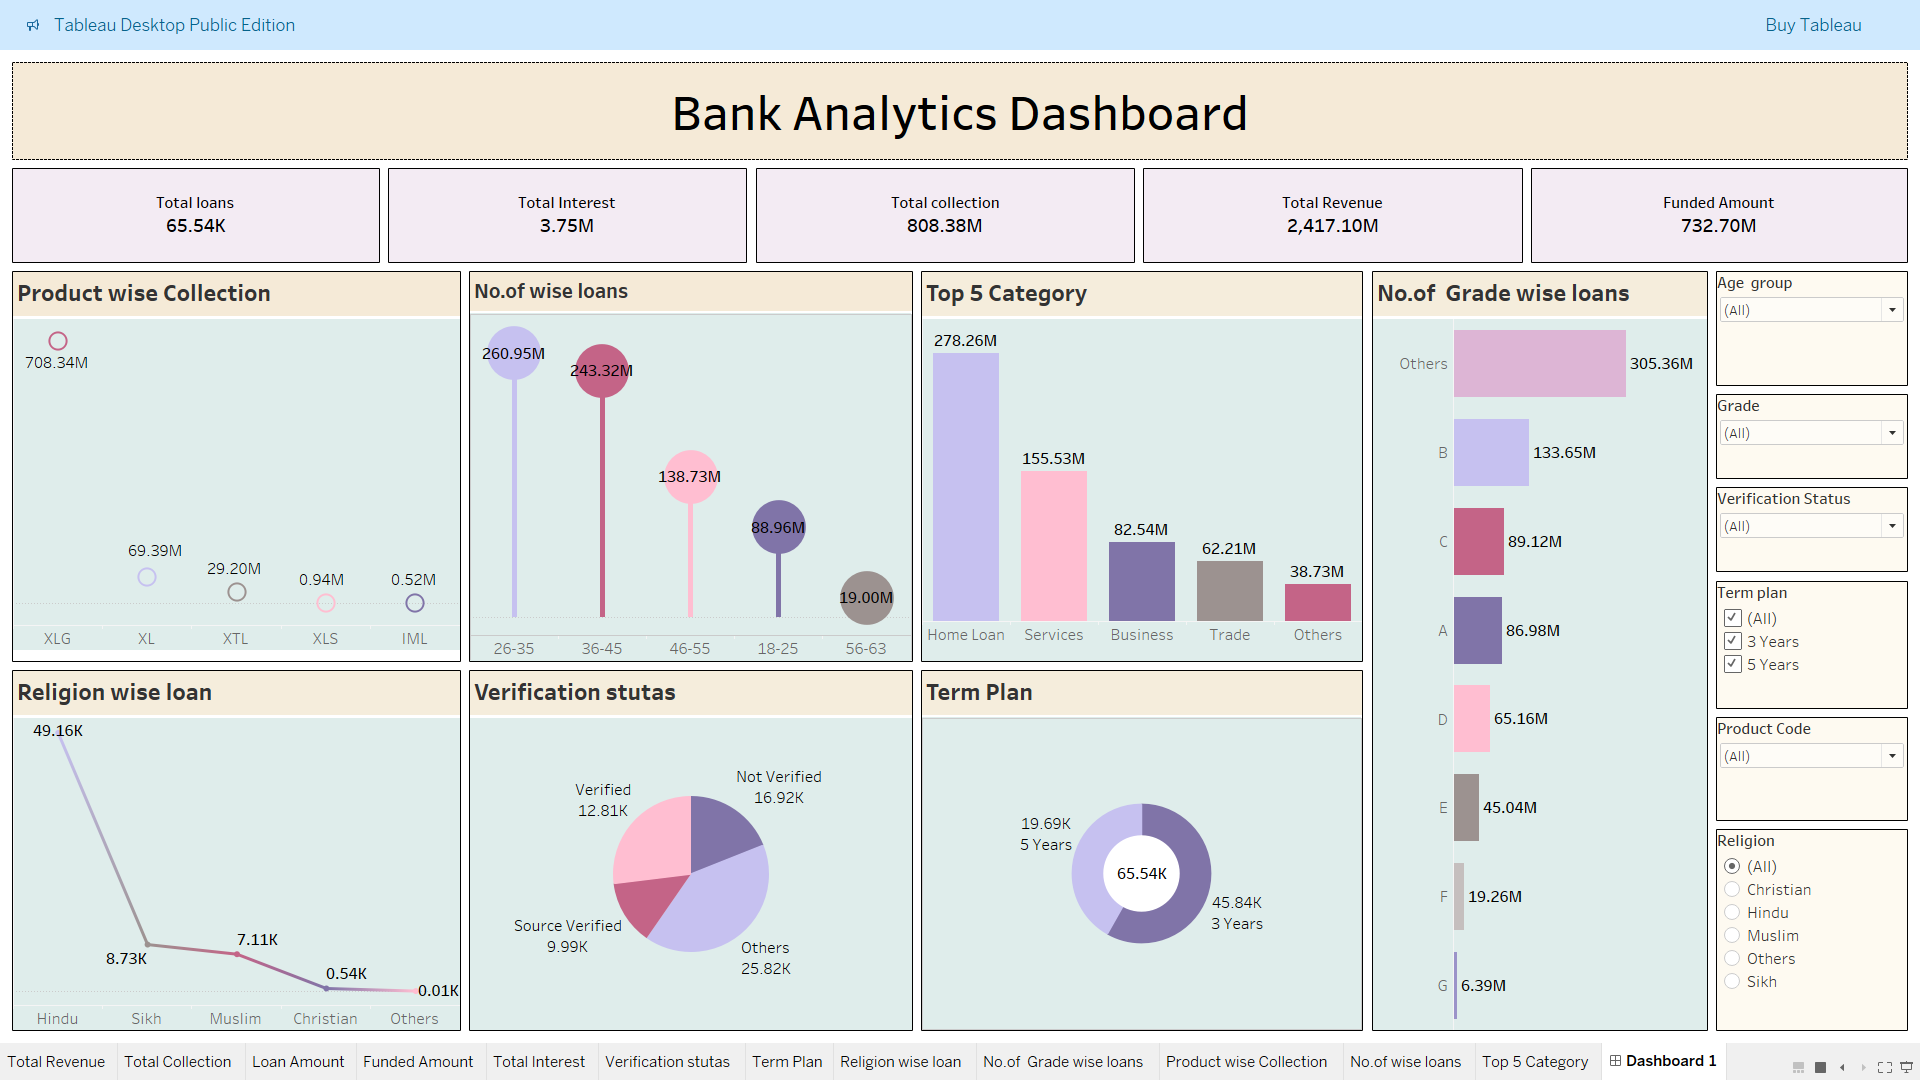 Tableau Desktop Public Edition
Buy Tableau
Bank Analytics Dashboard
Total loans
65.54K
Total Interest
3.75M
Total collection
808.38M
Total Revenue
2,417.10M
Funded Amount
732.70M
Product wise Collection
708.34M
69.39M
29.20M
0.94M
0.52M
XLG
XL
XTL
XLS
IML
No.of wise loans
260.95M
243.32M
138.73M
88.96M
19.00M
26-35
36-45
46-55
18-25
56-63
Top 5 Category
278.26M
155.53M
82.54M
62.21M
38.73M
Home Loan
Services
Business
Trade
Others
No.of  Grade wise loans
Others 305.36M
B 133.65M
C 89.12M
A 86.98M
D 65.16M
E 45.04M
F 19.26M
G 6.39M
Age  group
(All)
Grade
(All)
Verification Status
(All)
Term plan
(All)
3 Years
5 Years
Product Code
(All)
Religion
(All)
Christian
Hindu
Muslim
Others
Sikh
Religion wise loan
49.16K
8.73K
7.11K
0.54K
0.01K
Hindu
Sikh
Muslim
Christian
Others
Verification stutas
Verified
12.81K
Not Verified
16.92K
Source Verified
9.99K
Others
25.82K
Term Plan
19.69K
5 Years
65.54K
45.84K
3 Years
Total Revenue
Total Collection
Loan Amount
Funded Amount
Total Interest
Verification stutas
Term Plan
Religion wise loan
No.of  Grade wise loans
Product wise Collection
No.of wise loans
Top 5 Category
Dashboard 1